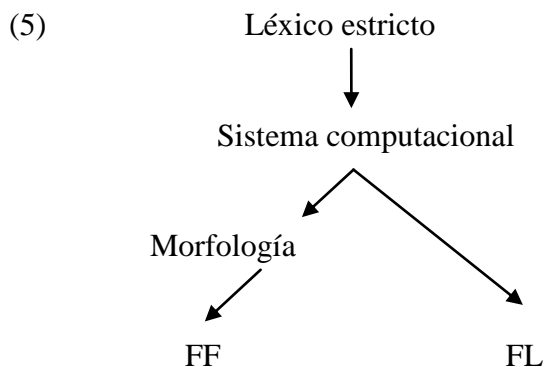 (5) Léxico estricto
Sistema computacional
Morfología
FF FL